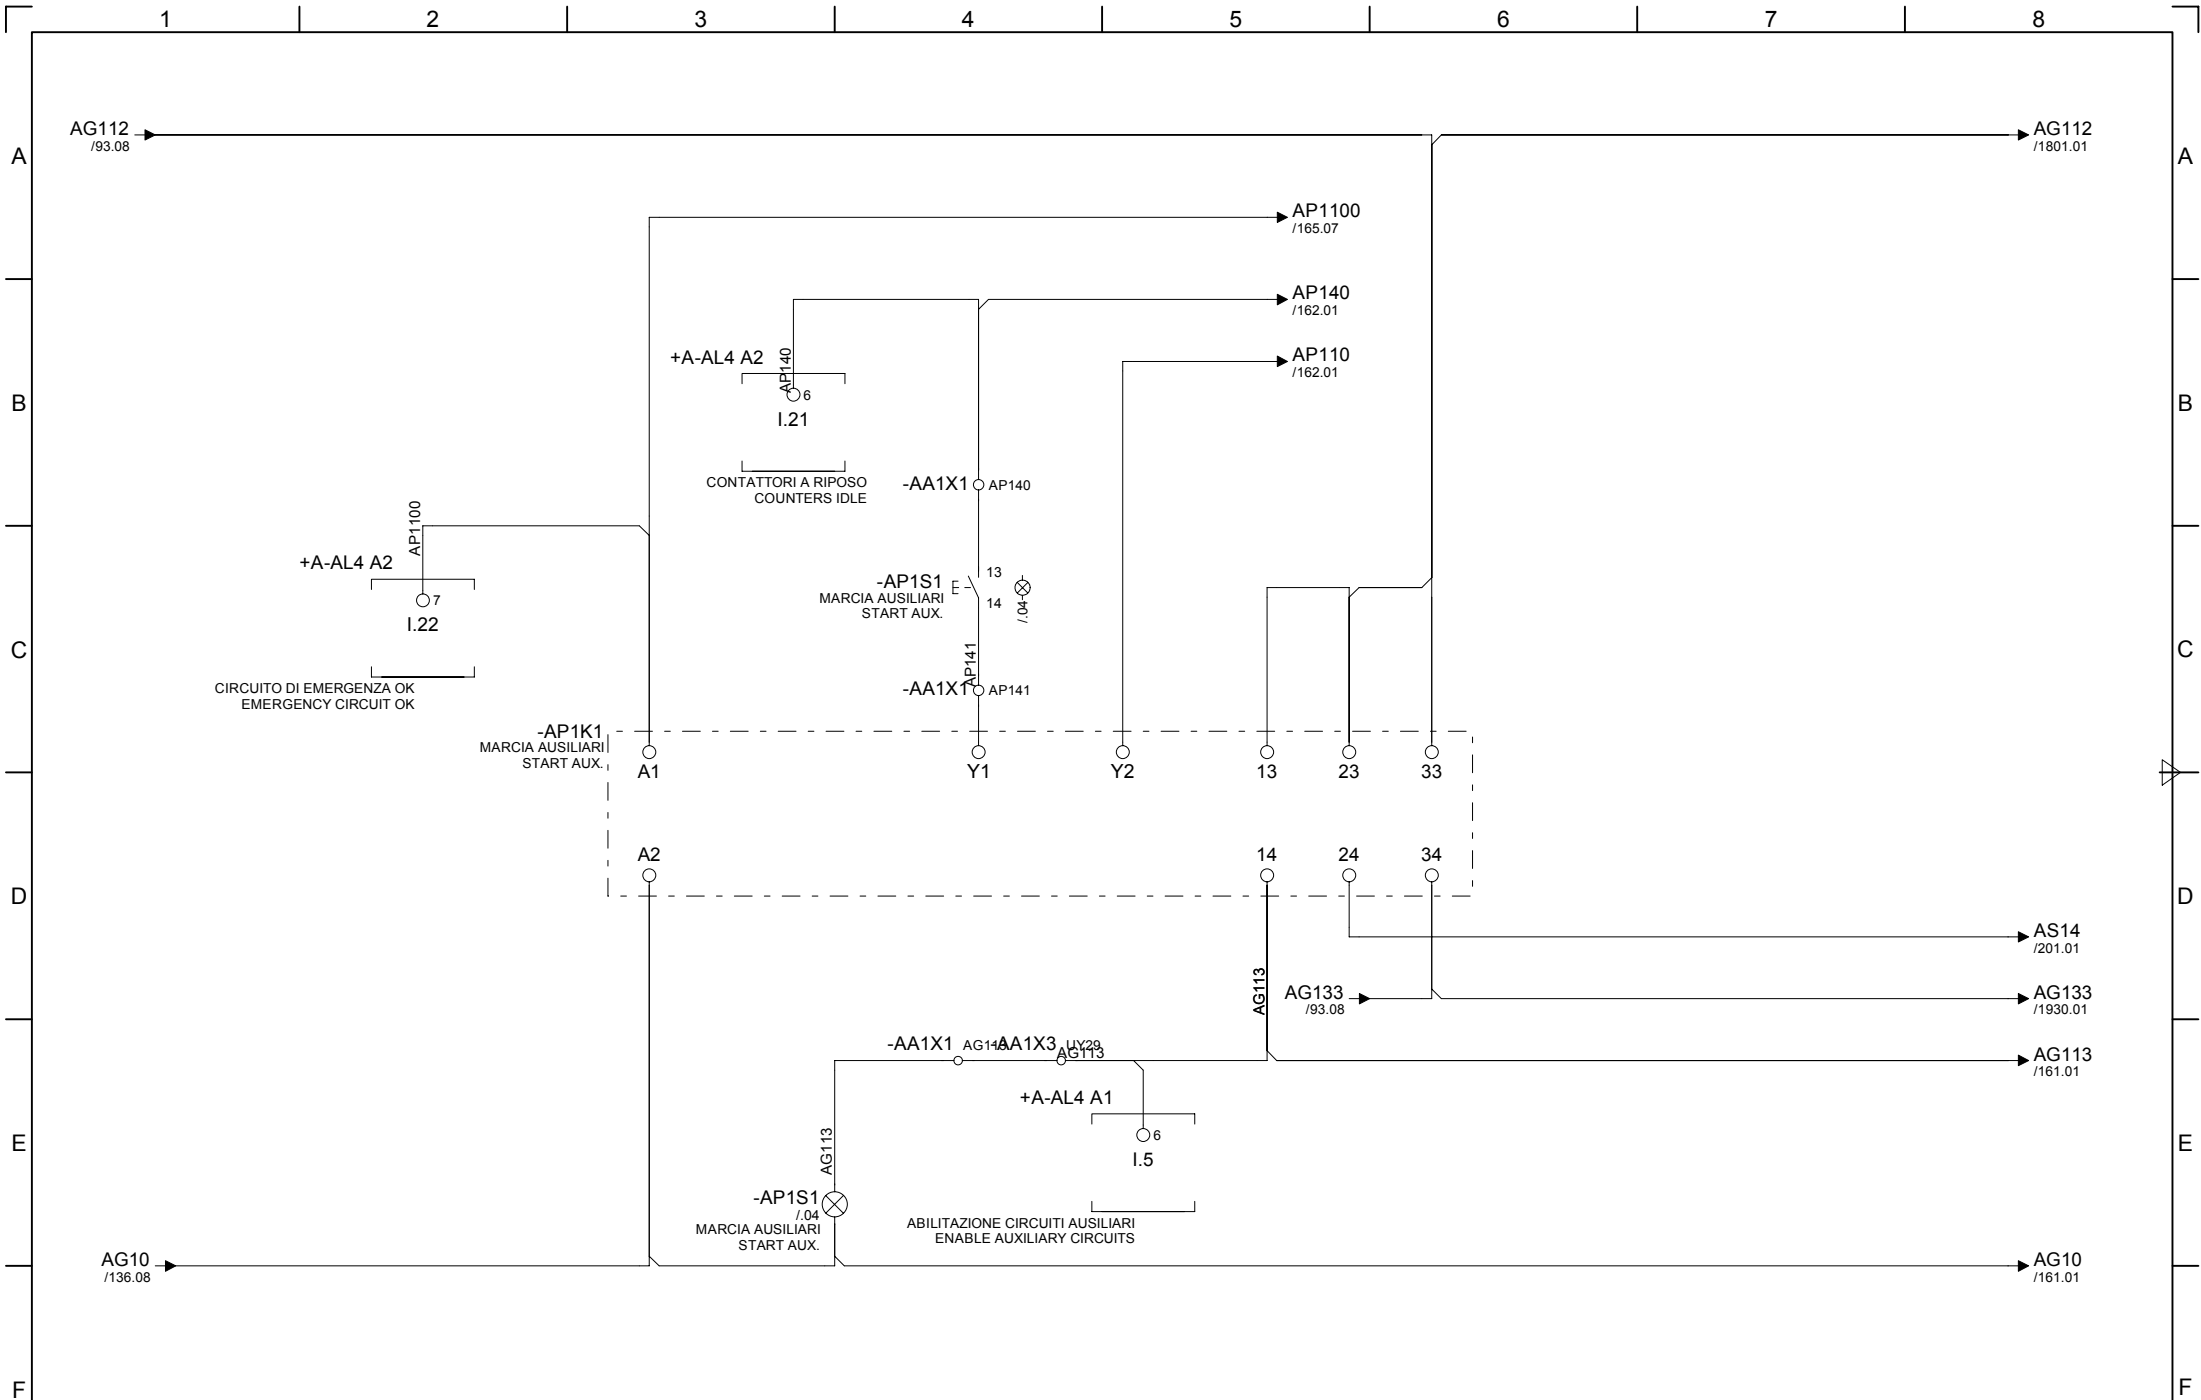 1 2 3 4 5 6 7 8
AG112
/93.08
AG112
/1801.01
A A
AP1100
/165.07
AP140
/162.01
+A-AL4 A2
AP140
AP110
/162.01
6
B B
I.21
CONTATTORI A RIPOSO
COUNTERS IDLE
-AA1X1 AP140
AP1100
+A-AL4 A2
7
I.22
-AP1S1
MARCIA AUSILIARI
START AUX.
13
14
/.04
C C
CIRCUITO DI EMERGENZA OK
EMERGENCY CIRCUIT OK
AP141
-AA1X1 AP141
-AP1K1
MARCIA AUSILIARI
START AUX.
A1 Y1 Y2 13 23 33
A2 14 24 34
D D
AS14
/201.01
AG113
AG133
/93.08
AG133
/1930.01
-AA1X1 AG113 -AA1X3 UY29
AG113
AG113
/161.01
+A-AL4 A1
6
I.5
E E
AG113
-AP1S1
/.04
MARCIA AUSILIARI
START AUX.
ABILITAZIONE CIRCUITI AUSILIARI
ENABLE AUXILIARY CIRCUITS
AG10
/136.08
AG10
/161.01
F F